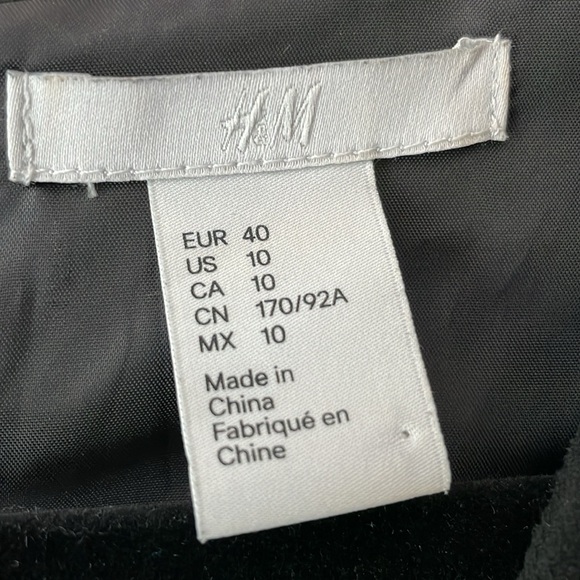 H&M
EUR 40
US 10
CA 10
CN 170/92A
MX 10
Made in
China
Fabriqué en
Chine